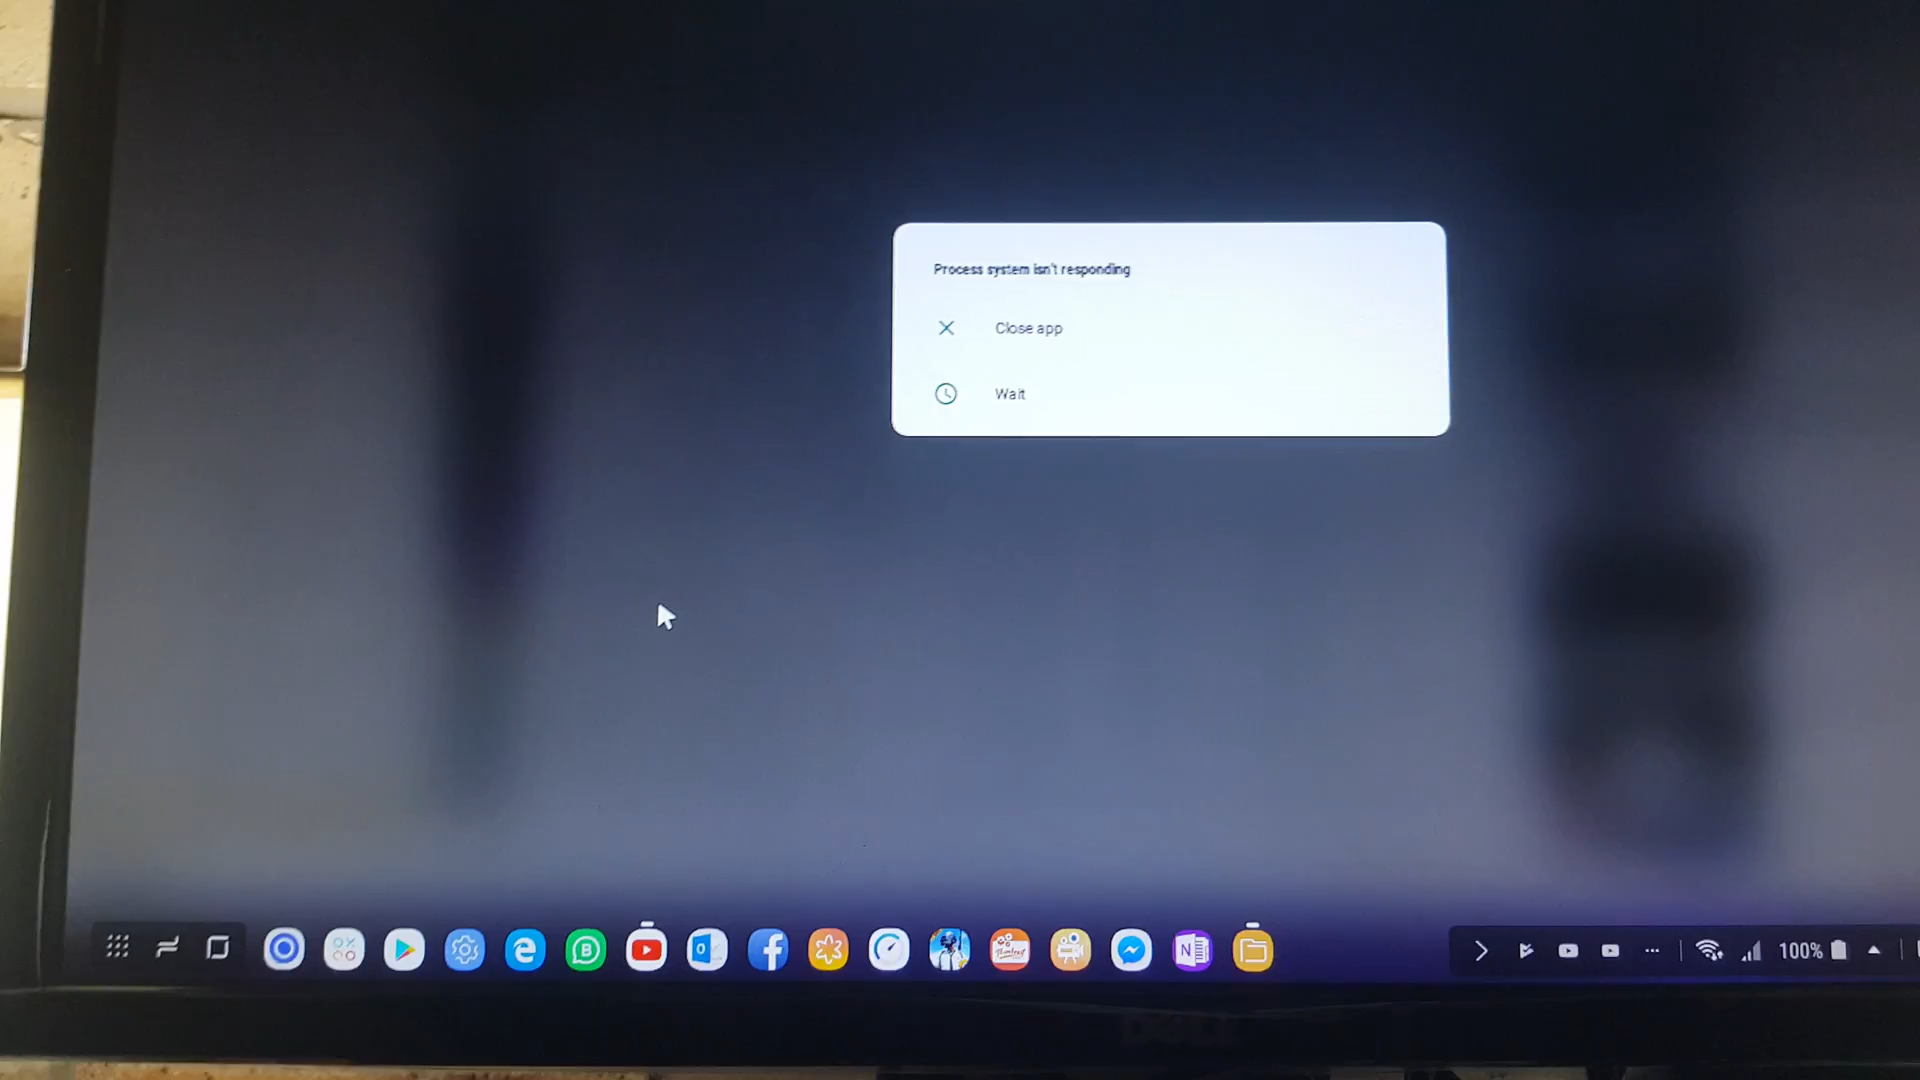 Process system isn't responding
Close app
Wait
100%